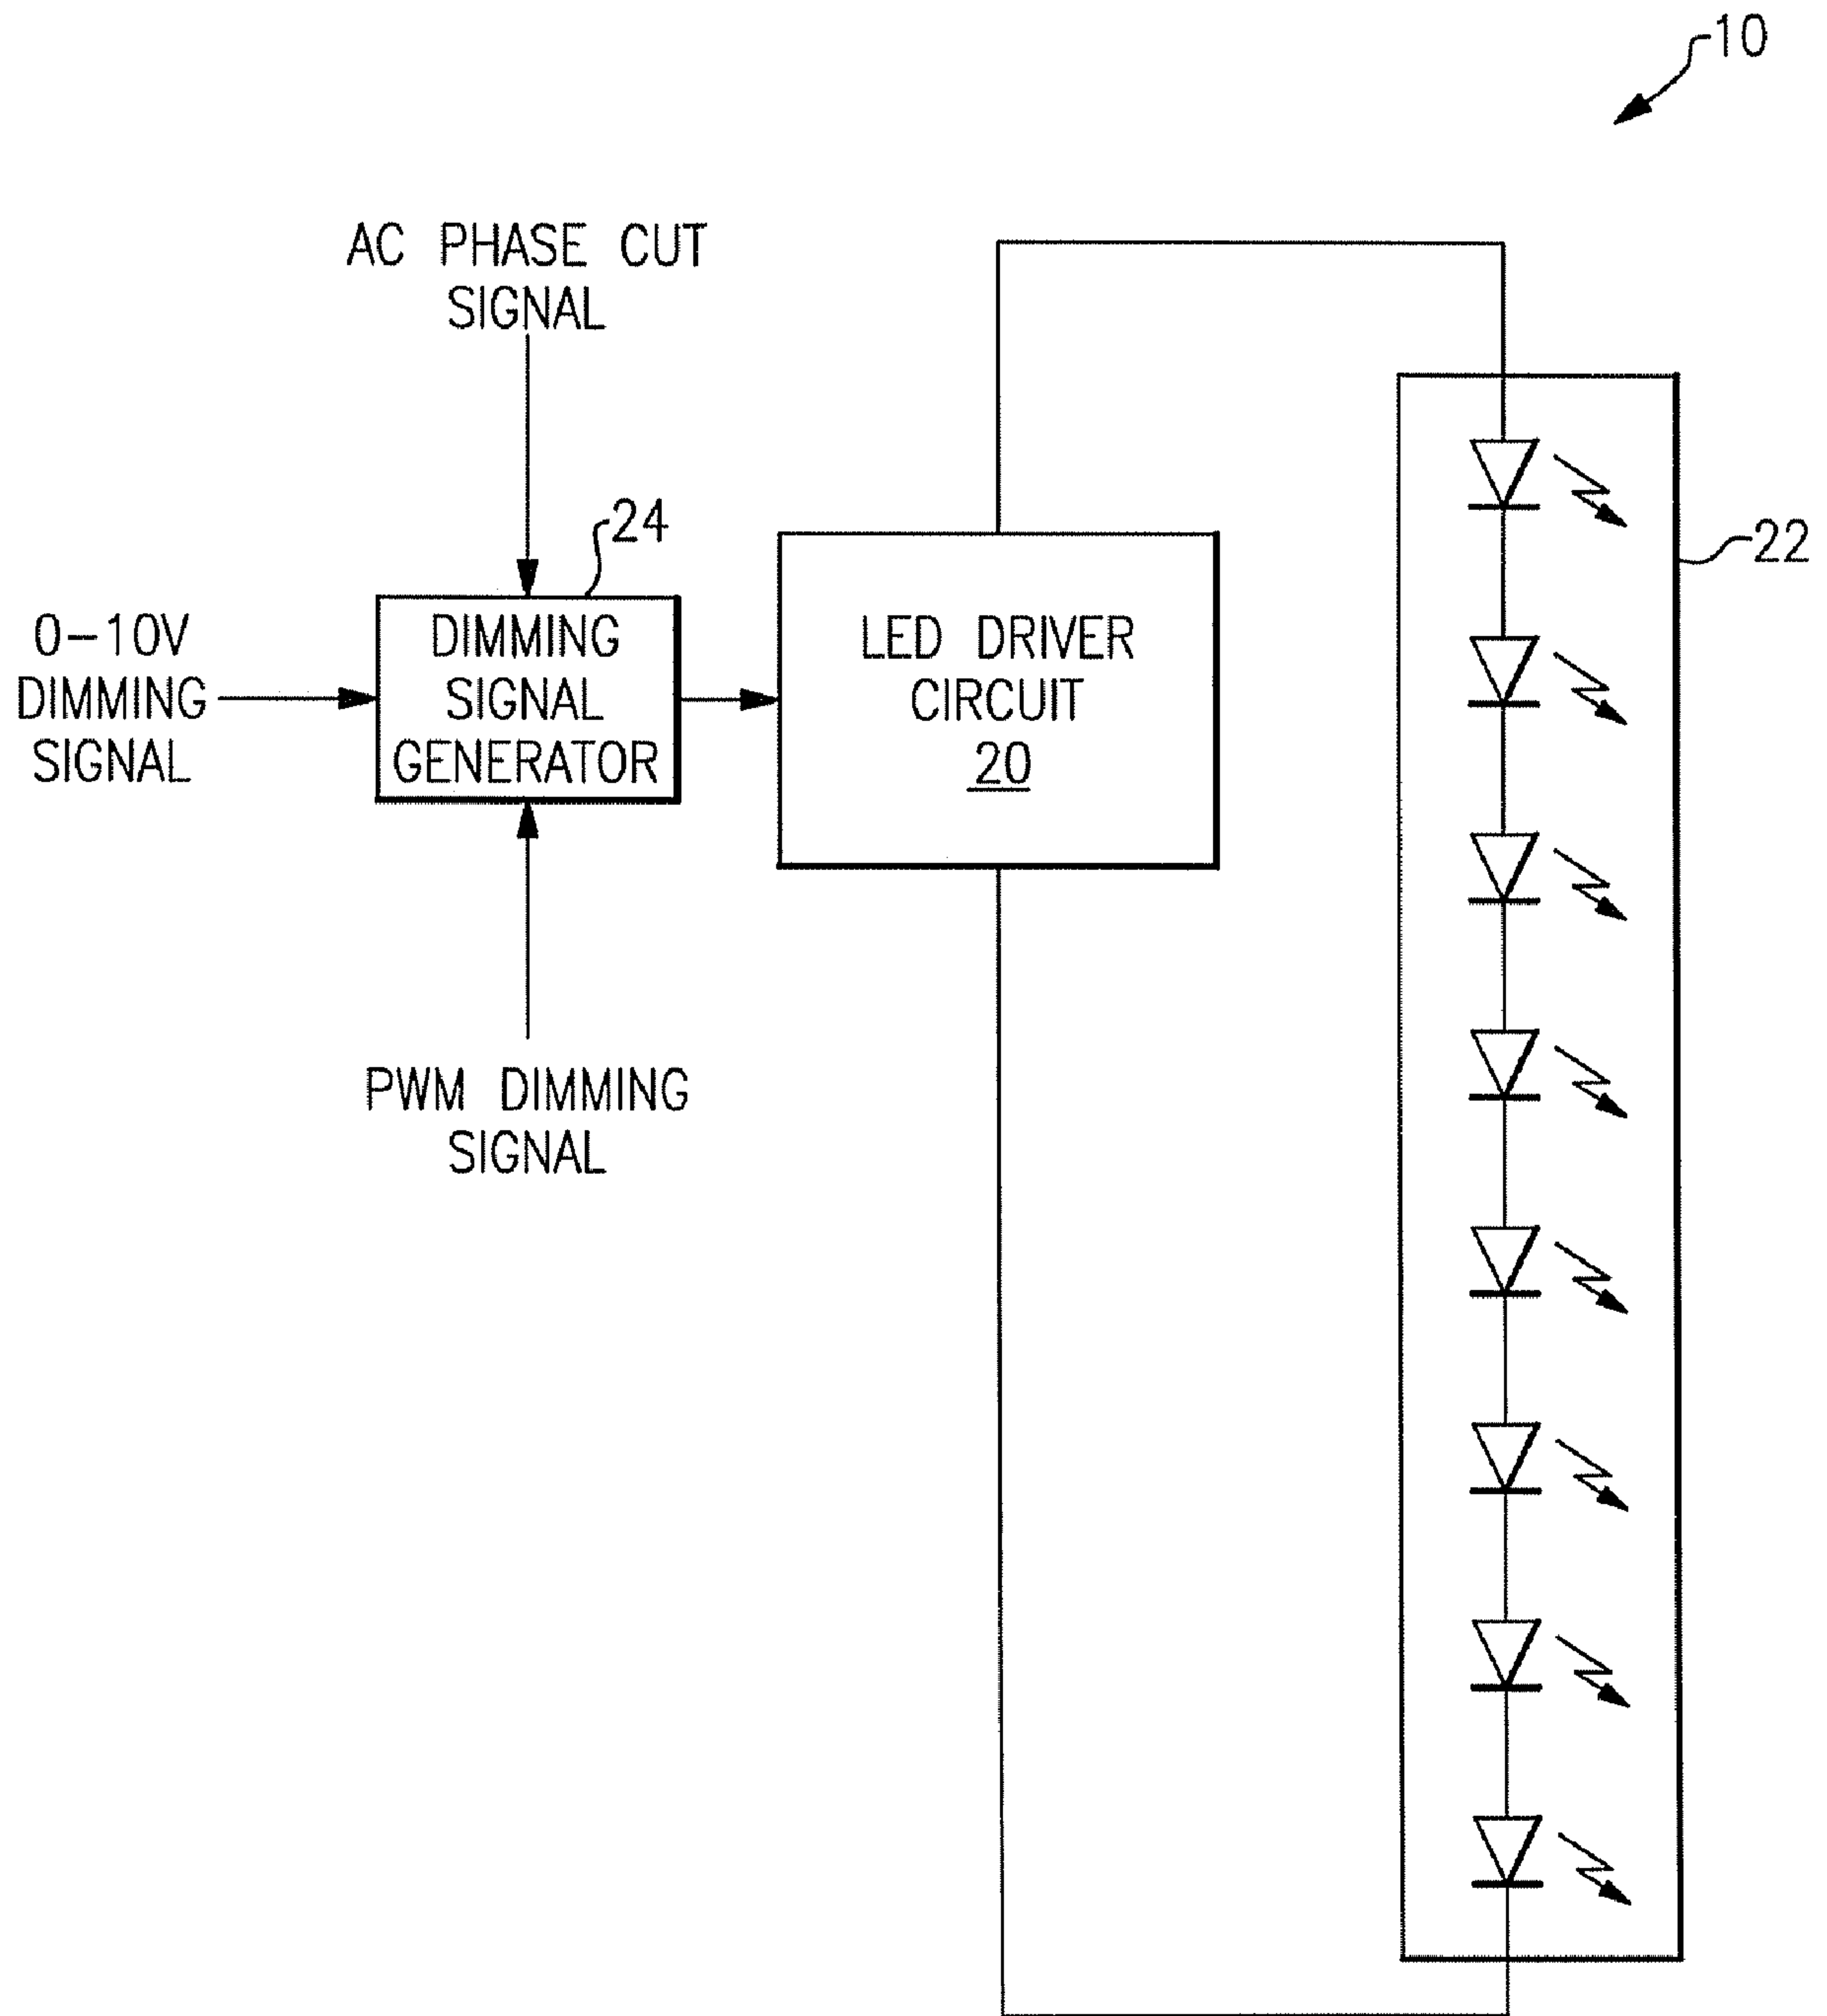 10
AC PHASE CUT
SIGNAL
24
0-10V
DIMMING
SIGNAL
DIMMING
SIGNAL
GENERATOR
LED DRIVER
CIRCUIT
20
22
PWM DIMMING
SIGNAL